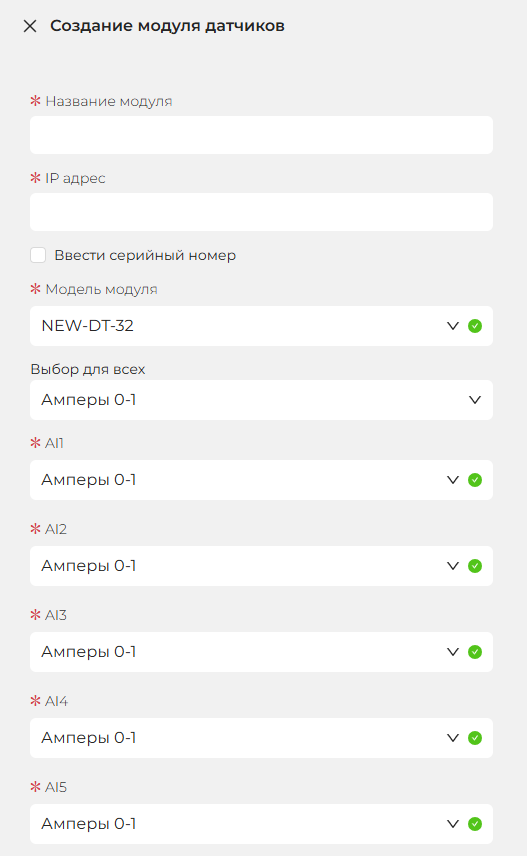 Создание модуля датчиков
* Название модуля
* IP адрес
Ввести серийный номер
* Модель модуля
NEW-DT-32
Выбор для всех
Амперы 0-1
* AI1
Амперы 0-1
* AI2
Амперы 0-1
* AI3
Амперы 0-1
* AI4
Амперы 0-1
* AI5
Амперы 0-1